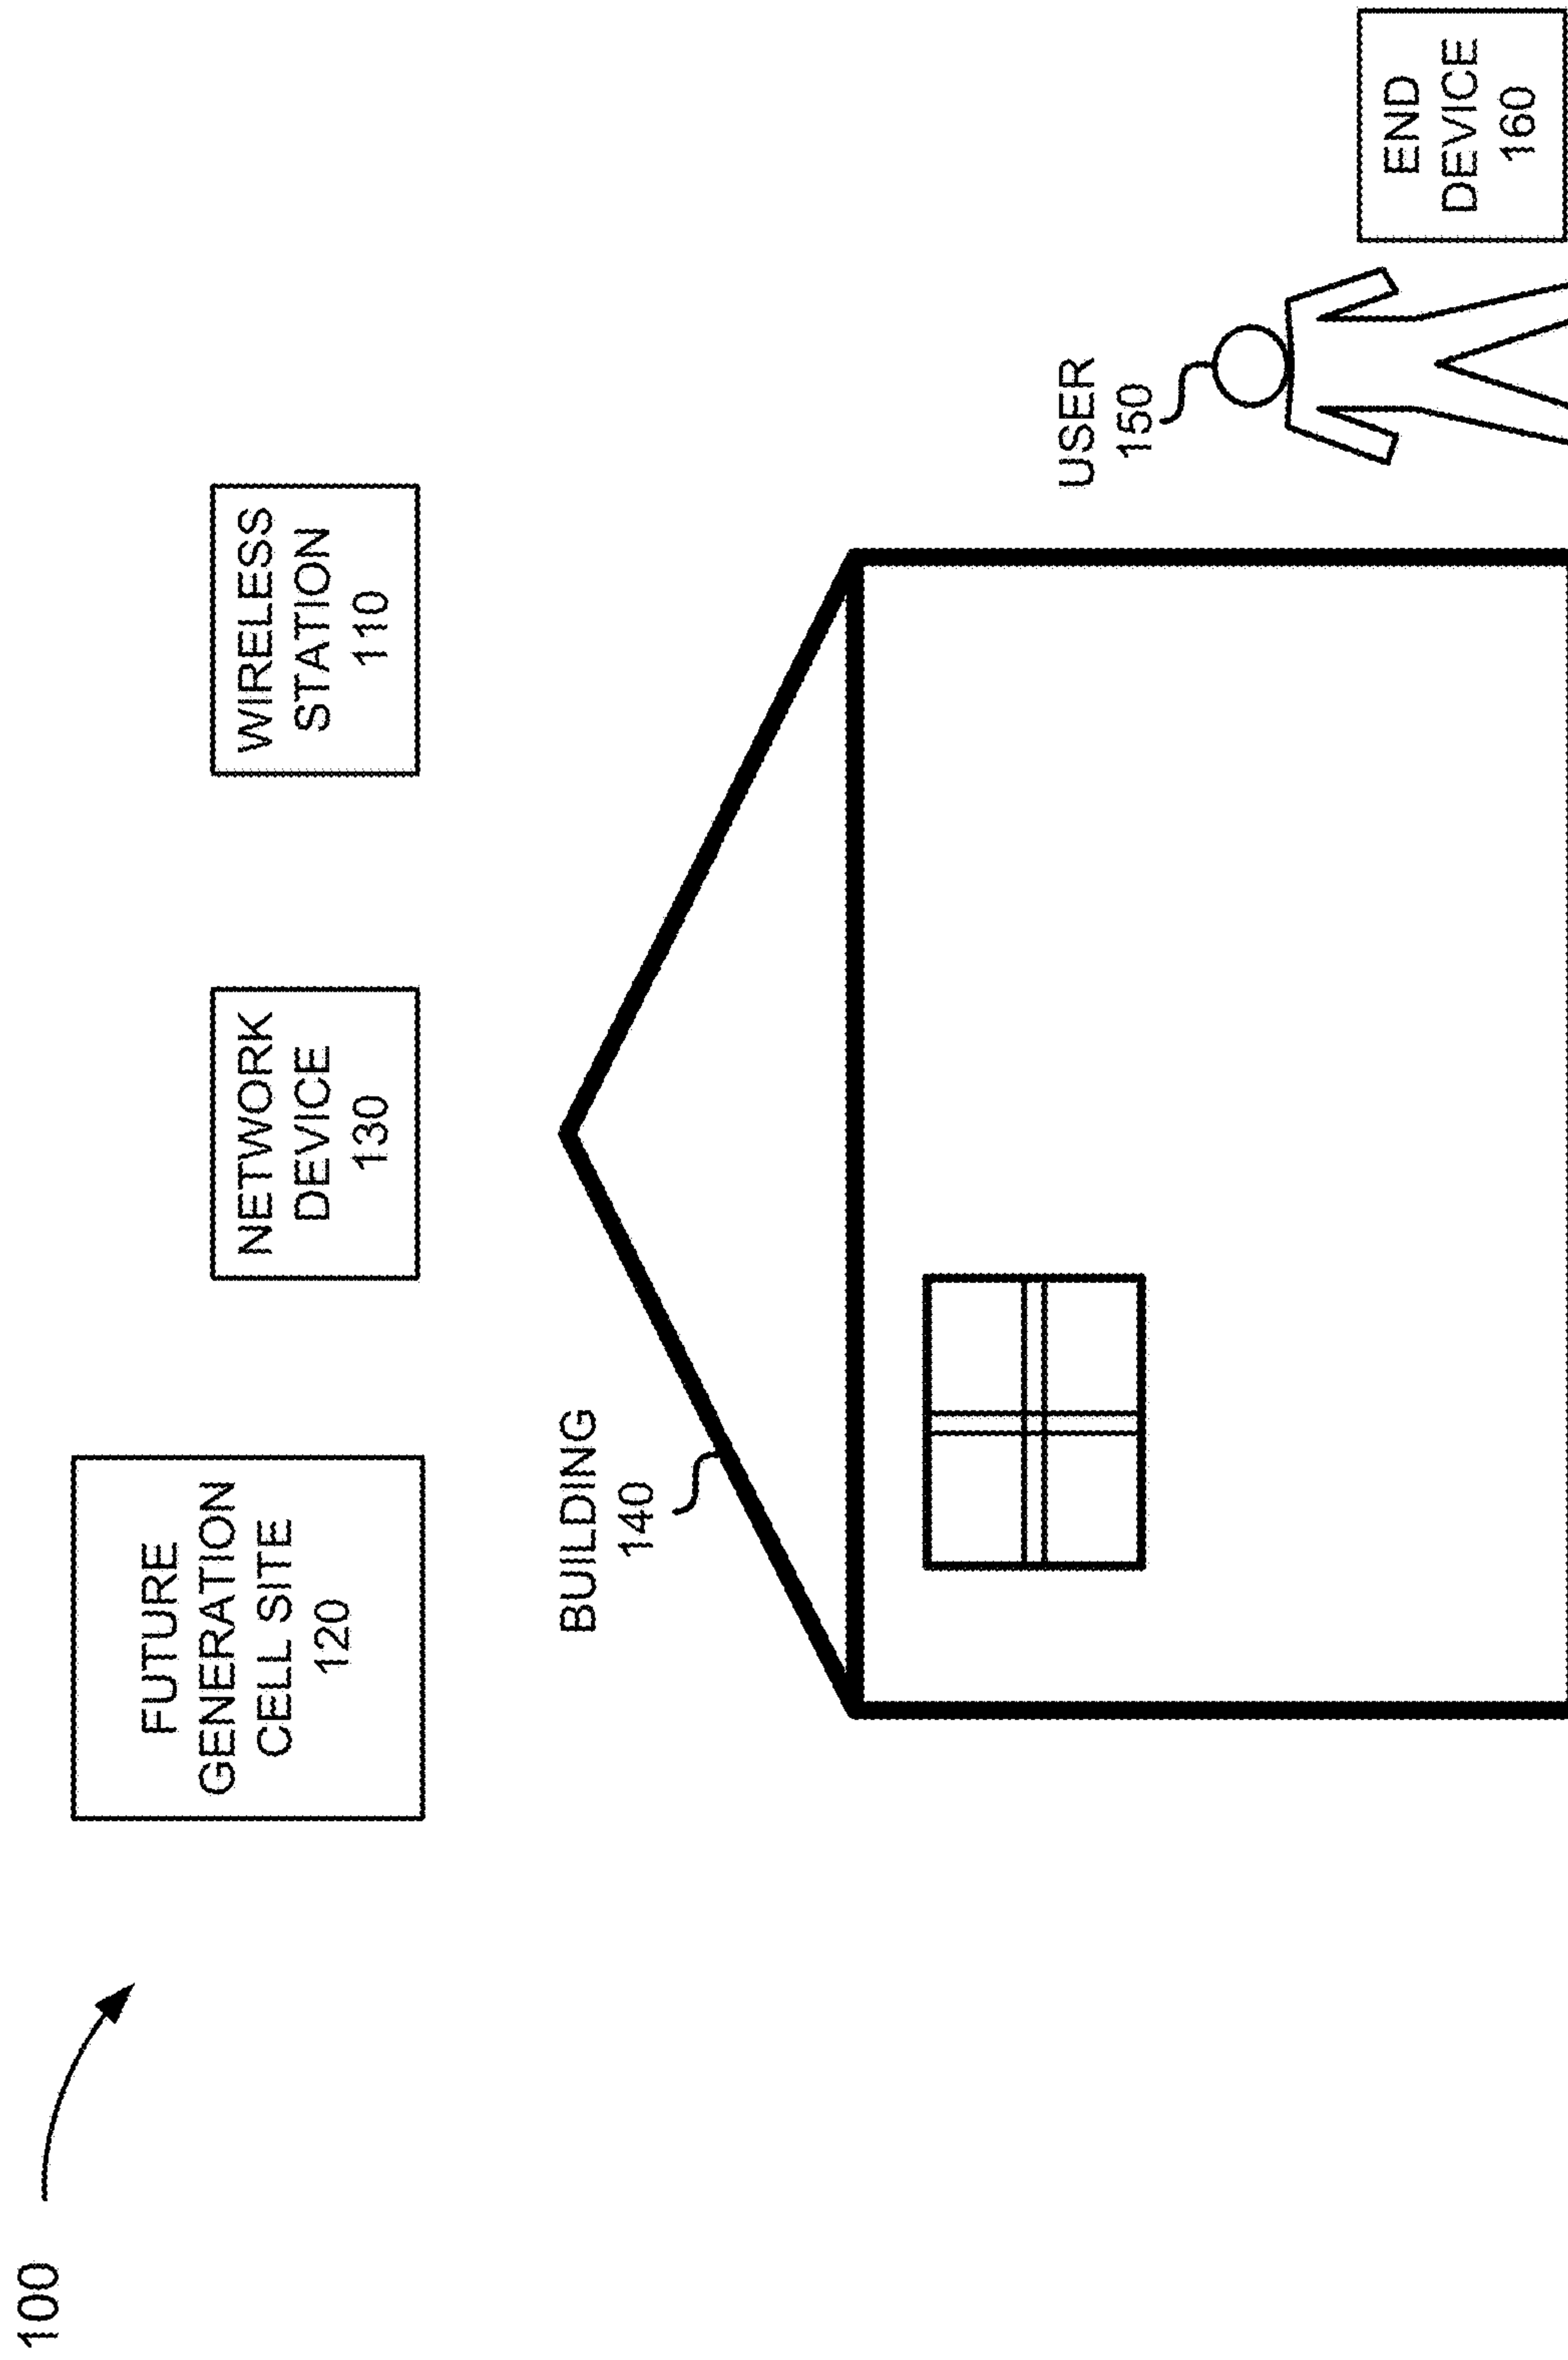 100
FUTURE
GENERATION
CELL SITE
120
NETWORK
DEVICE
130
WIRELESS
STATION
110
BUILDING
140
USER
150
END
DEVICE
160